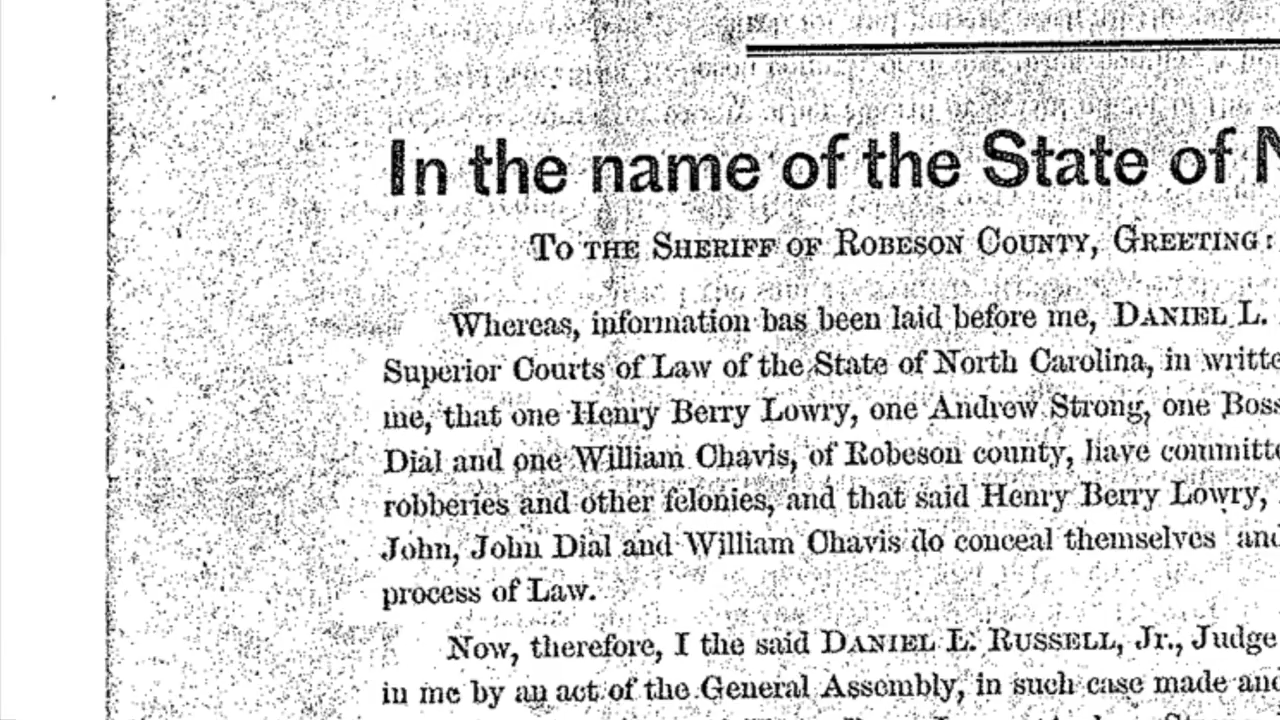 In the name of the State of N
TO THE SHERIFF OF ROBESON COUNTY, GREETING:
Whereas, information has been laid before me, DANIEL L.
Superior Courts of Law of the State of North Carolina, in writte
me, that one Henry Berry Lowry, one Andrew Strong, one Boss
Dial and one William Chavis, of Robeson county, have committe
robberies and other felonies, and that said Henry Berry Lowry,
John, John Dial and William Chavis do conceal themselves and
process of Law.
Now, therefore, I the said DANIEL L. RUSSELL, Jr., Judge
in me by an act of the General Assembly, in such case made and